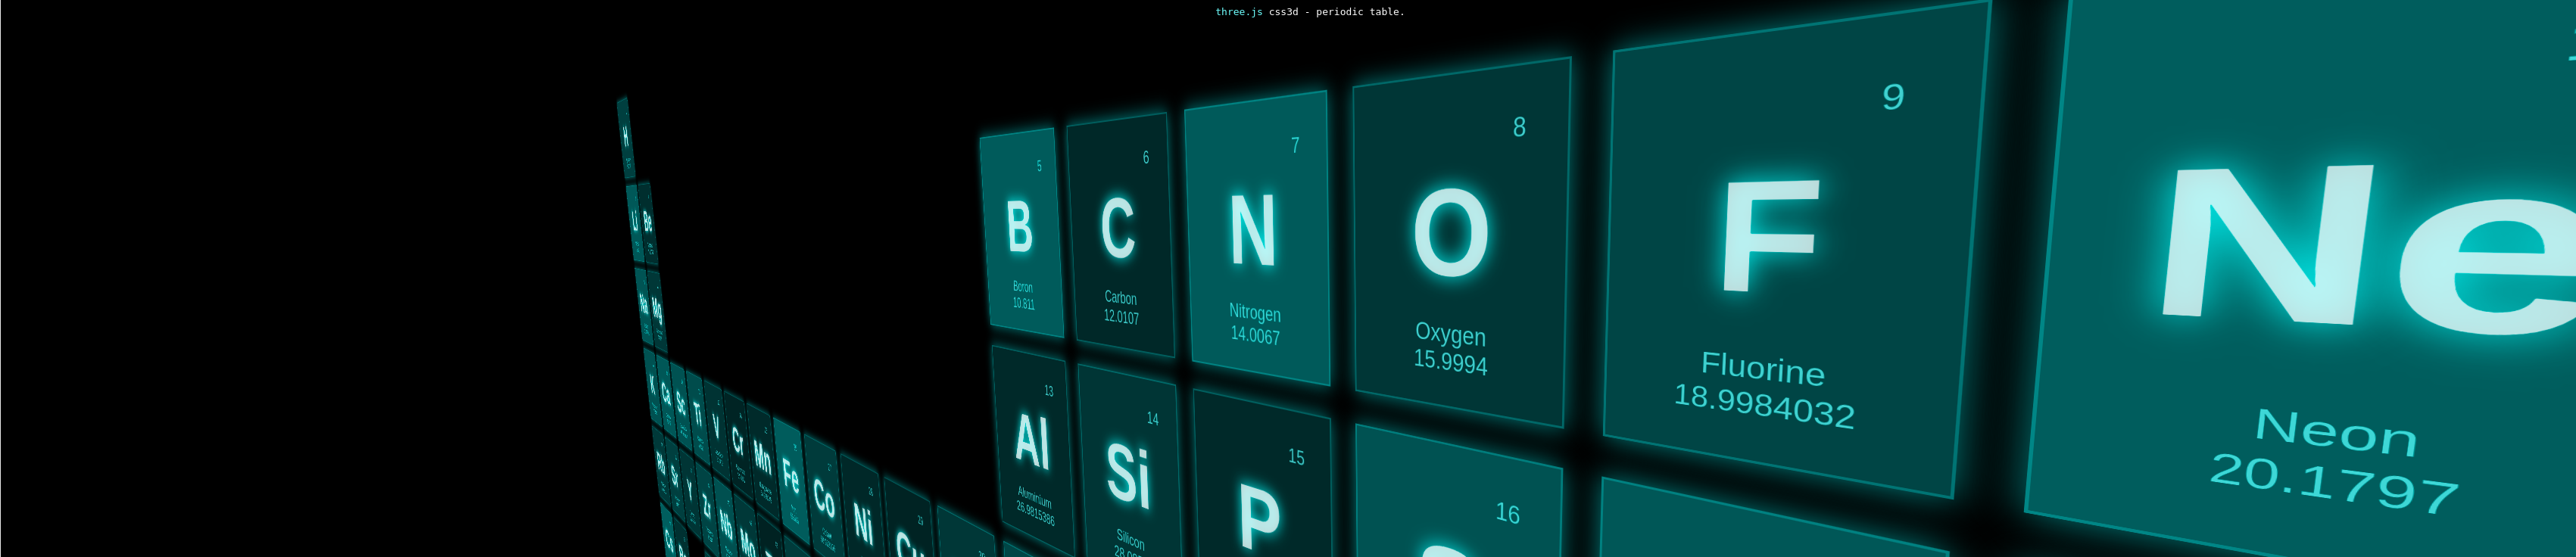 three.js css3d - periodic table.
H
Li
Be
Na
Mg
5
B
Boron
10.811
6
C
Carbon
12.0107
7
N
Nitrogen
14.0067
8
O
Oxygen
15.9994
9
F
Fluorine
18.9984032
Ne
Neon
20.1797
13
Al
Aluminium
26.9815386
14
Si
Silicon
15
P
16
K
Ca
Sc
Ti
V
Cr
Mn
Fe
Co
Ni
Rb
Sr
Y
Zr
Nb
Mo